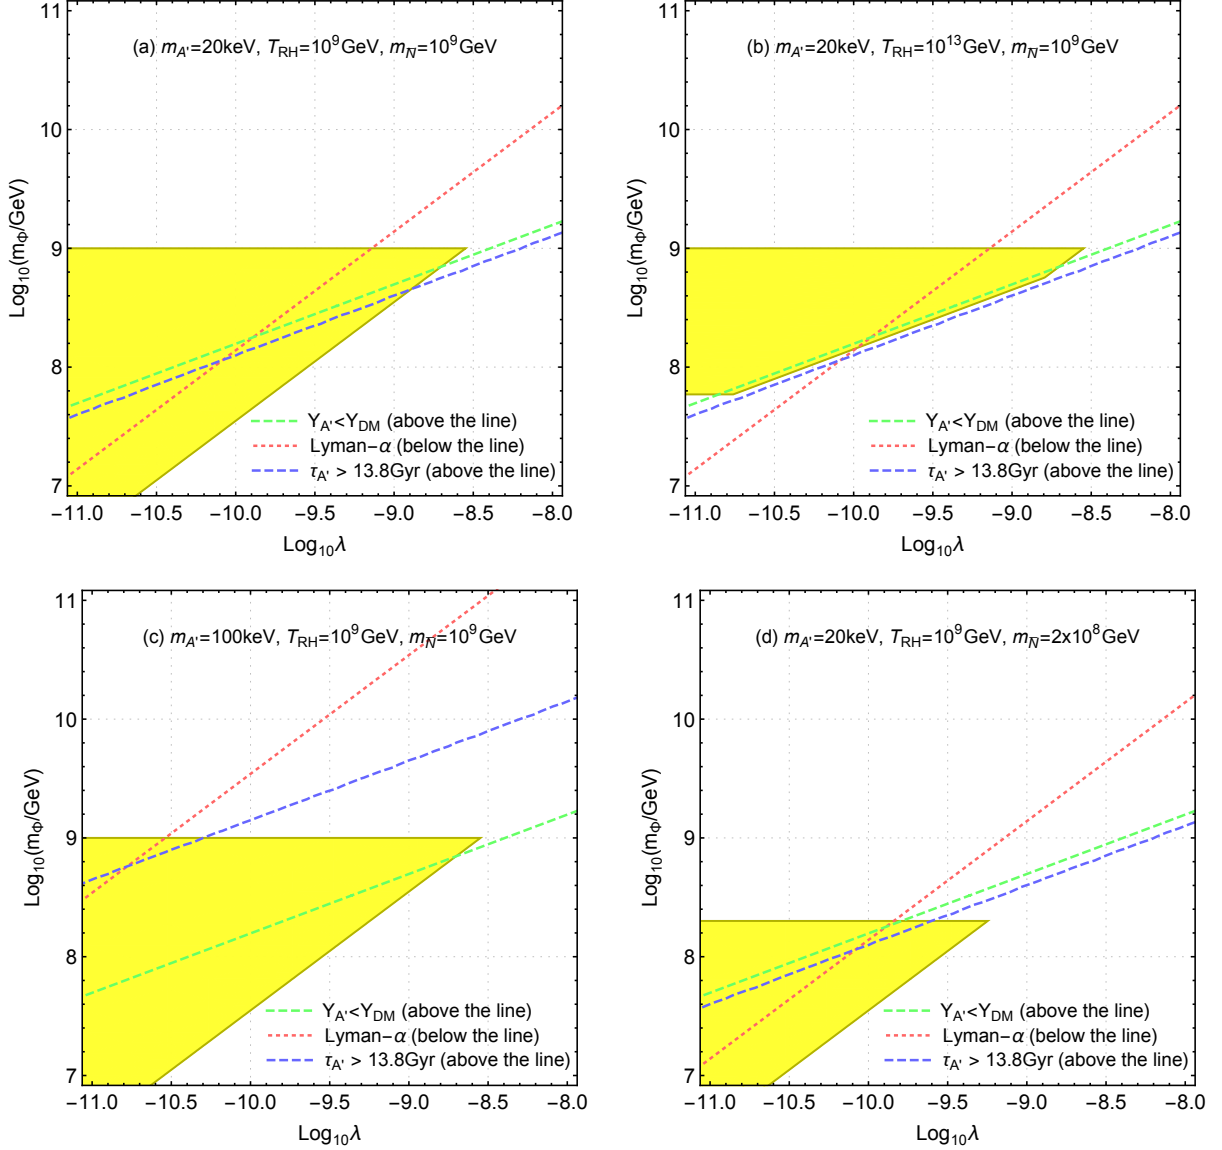 (a) m_A'=20keV, T_RH=10^9GeV, m_N̄=10^9GeV
11
10
9
8
7
Log10(mΦ/GeV)
Y_A'<Y_DM (above the line)
Lyman−α (below the line)
τ_A' > 13.8Gyr (above the line)
−11.0 −10.5 −10.0 −9.5 −9.0 −8.5 −8.0
Log10λ
(b) m_A'=20keV, T_RH=10^13GeV, m_N̄=10^9GeV
11
10
9
8
7
Log10(mΦ/GeV)
Y_A'<Y_DM (above the line)
Lyman−α (below the line)
τ_A' > 13.8Gyr (above the line)
−11.0 −10.5 −10.0 −9.5 −9.0 −8.5 −8.0
Log10λ
(c) m_A'=100keV, T_RH=10^9GeV, m_N̄=10^9GeV
11
10
9
8
7
Log10(mΦ/GeV)
Y_A'<Y_DM (above the line)
Lyman−α (below the line)
τ_A' > 13.8Gyr (above the line)
−11.0 −10.5 −10.0 −9.5 −9.0 −8.5 −8.0
Log10λ
(d) m_A'=20keV, T_RH=10^9GeV, m_N̄=2x10^8GeV
11
10
9
8
7
Log10(mΦ/GeV)
Y_A'<Y_DM (above the line)
Lyman−α (below the line)
τ_A' > 13.8Gyr (above the line)
−11.0 −10.5 −10.0 −9.5 −9.0 −8.5 −8.0
Log10λ